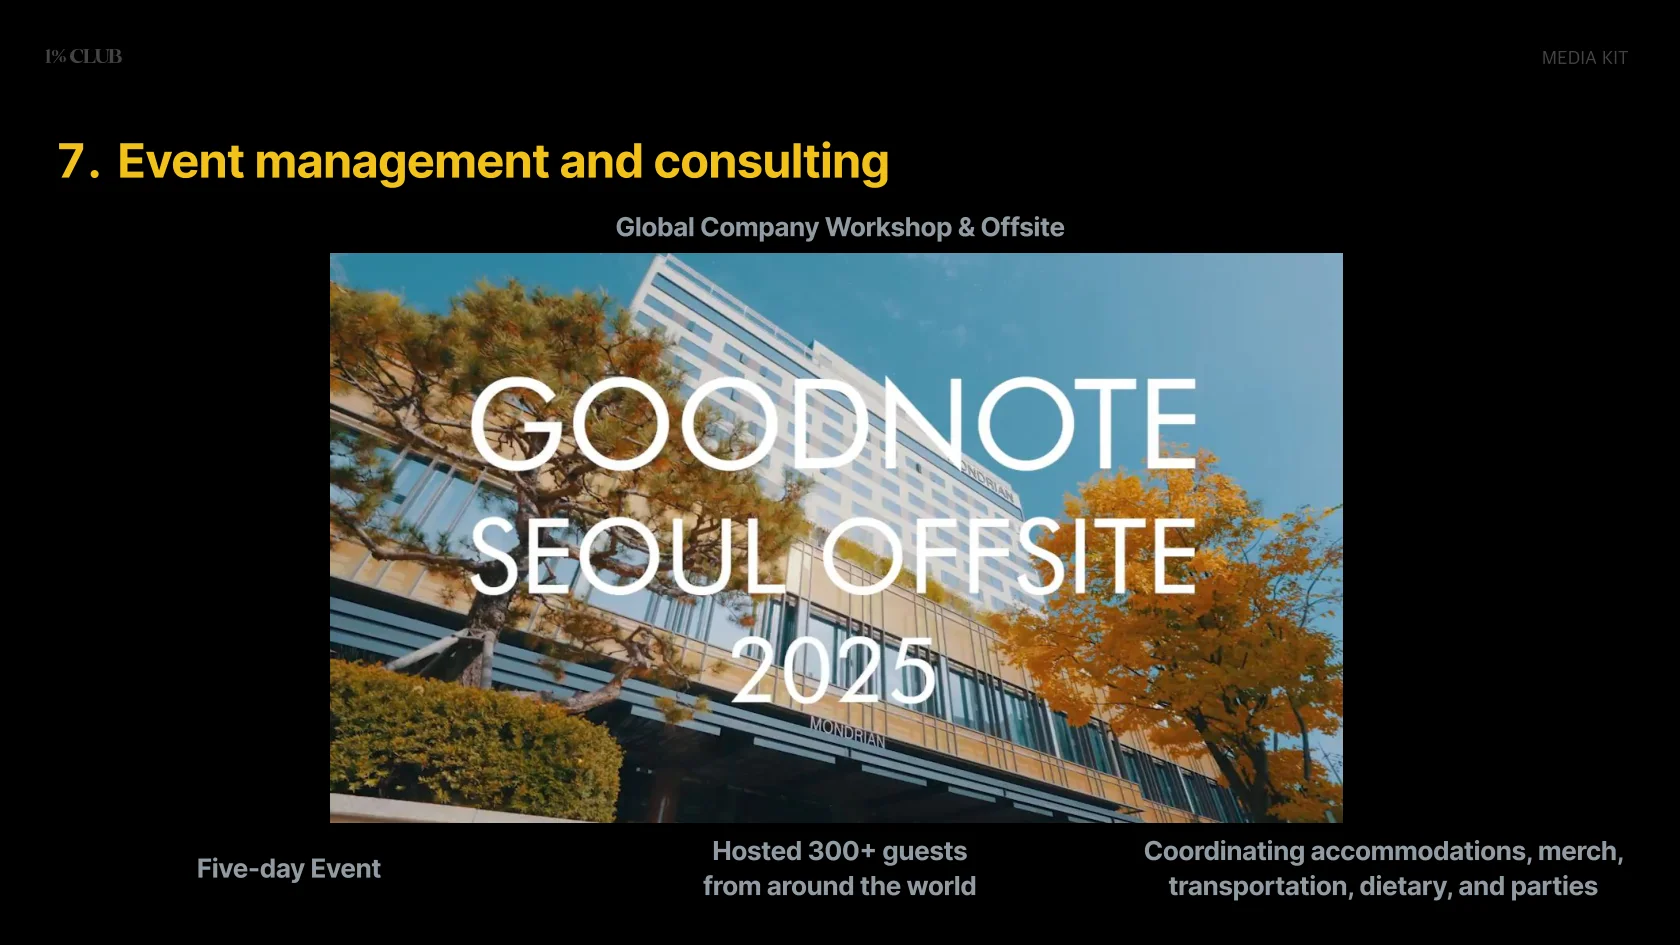 1% CLUB
MEDIA KIT
7. Event management and consulting
Global Company Workshop & Offsite
GOODNOTE
SEOUL OFFSITE
2025
MONDRIAN
Five-day Event
Hosted 300+ guests
from around the world
Coordinating accommodations, merch,
transportation, dietary, and parties